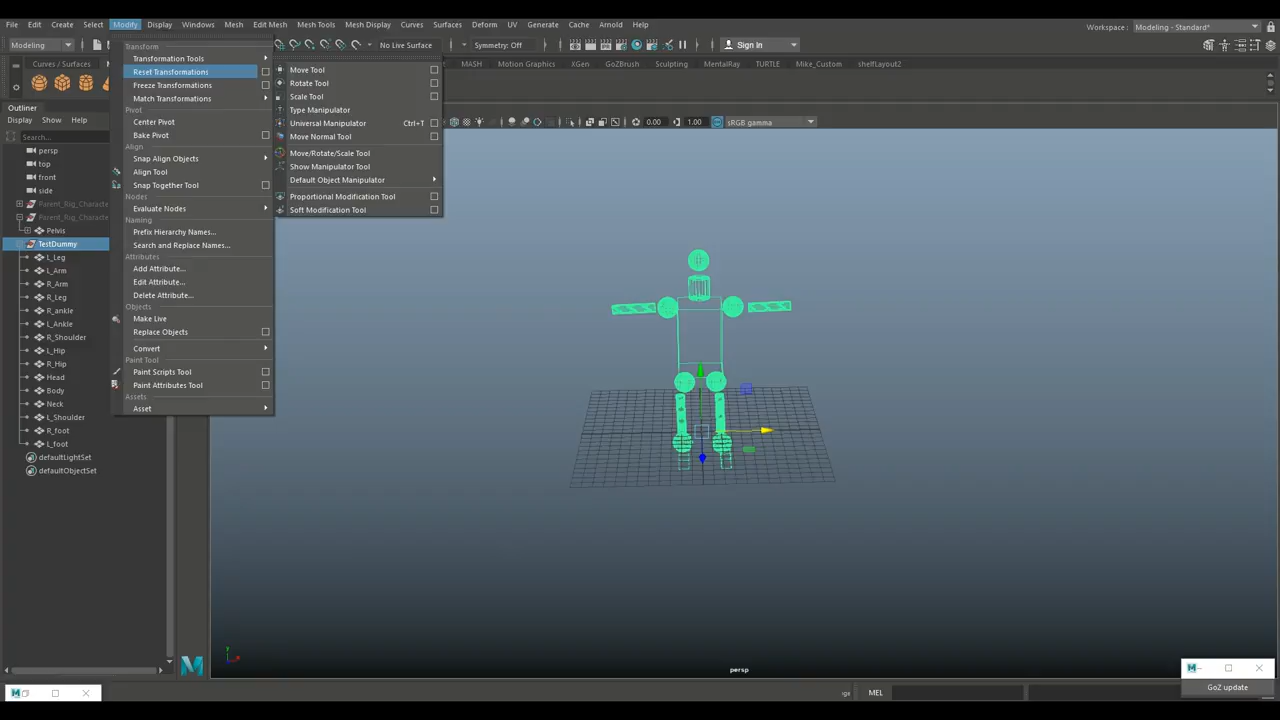 File Edit Create Select Modify Display Windows Mesh Edit Mesh Mesh Tools Mesh Display Curves Surfaces Deform UV Generate Cache Arnold Help
Workspace : Modeling - Standard*
Modeling
No Live Surface
Symmetry: Off
Sign In
Curves / Surfaces
MASH Motion Graphics XGen GoZBrush Sculpting MentalRay TURTLE Mike_Custom shelfLayout2
Outliner
Display Show Help
Search...
persp
top
front
side
Parent_Rig_Characte
Parent_Rig_Characte
Pelvis
TestDummy
L_Leg
L_Arm
R_Arm
R_Leg
R_ankle
L_Ankle
R_Shoulder
L_Hip
R_Hip
Head
Body
Neck
L_Shoulder
R_foot
L_foot
defaultLightSet
defaultObjectSet
Transform
Transformation Tools
Reset Transformations
Freeze Transformations
Match Transformations
Pivot
Center Pivot
Bake Pivot
Align
Snap Align Objects
Align Tool
Snap Together Tool
Nodes
Evaluate Nodes
Naming
Prefix Hierarchy Names...
Search and Replace Names...
Attributes
Add Attribute...
Edit Attribute...
Delete Attribute...
Objects
Make Live
Replace Objects
Convert
Paint Tool
Paint Scripts Tool
Paint Attributes Tool
Assets
Asset
Move Tool
Rotate Tool
Scale Tool
Type Manipulator
Universal Manipulator Ctrl+T
Move Normal Tool
Move/Rotate/Scale Tool
Show Manipulator Tool
Default Object Manipulator
Proportional Modification Tool
Soft Modification Tool
0.00 1.00 sRGB gamma
persp
MEL
GoZ update